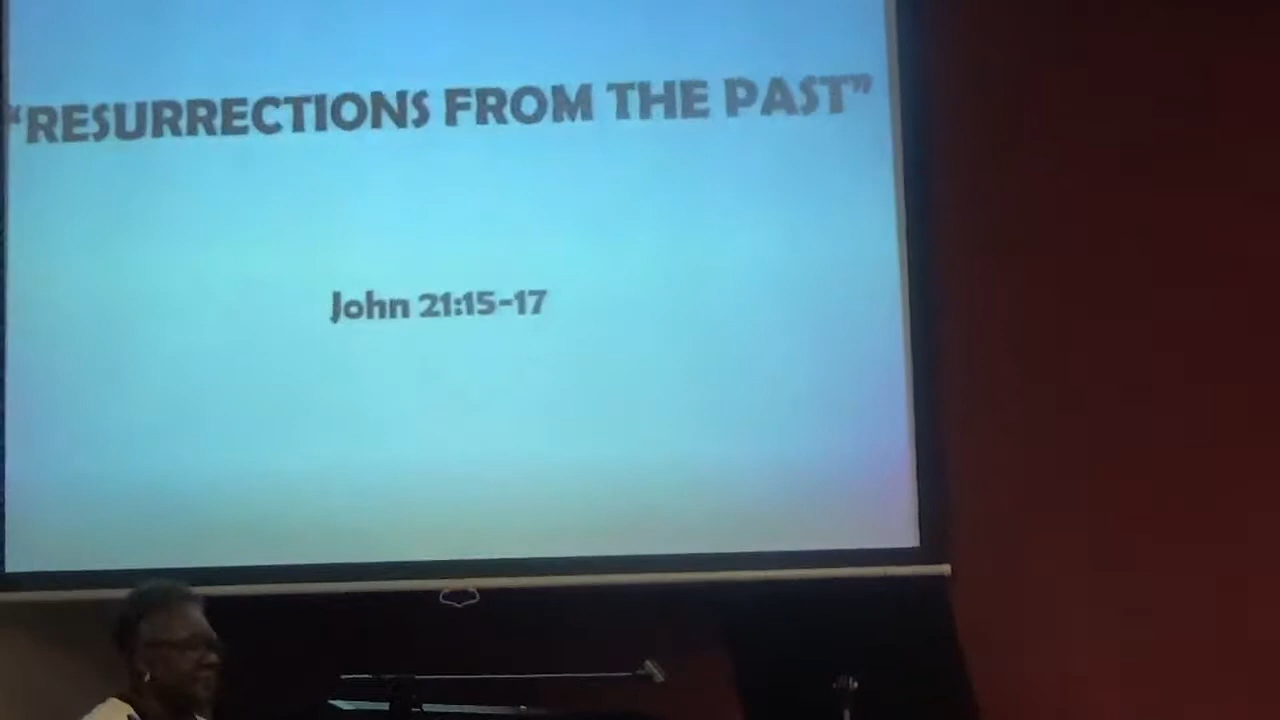 “RESURRECTIONS FROM THE PAST”
John 21:15-17